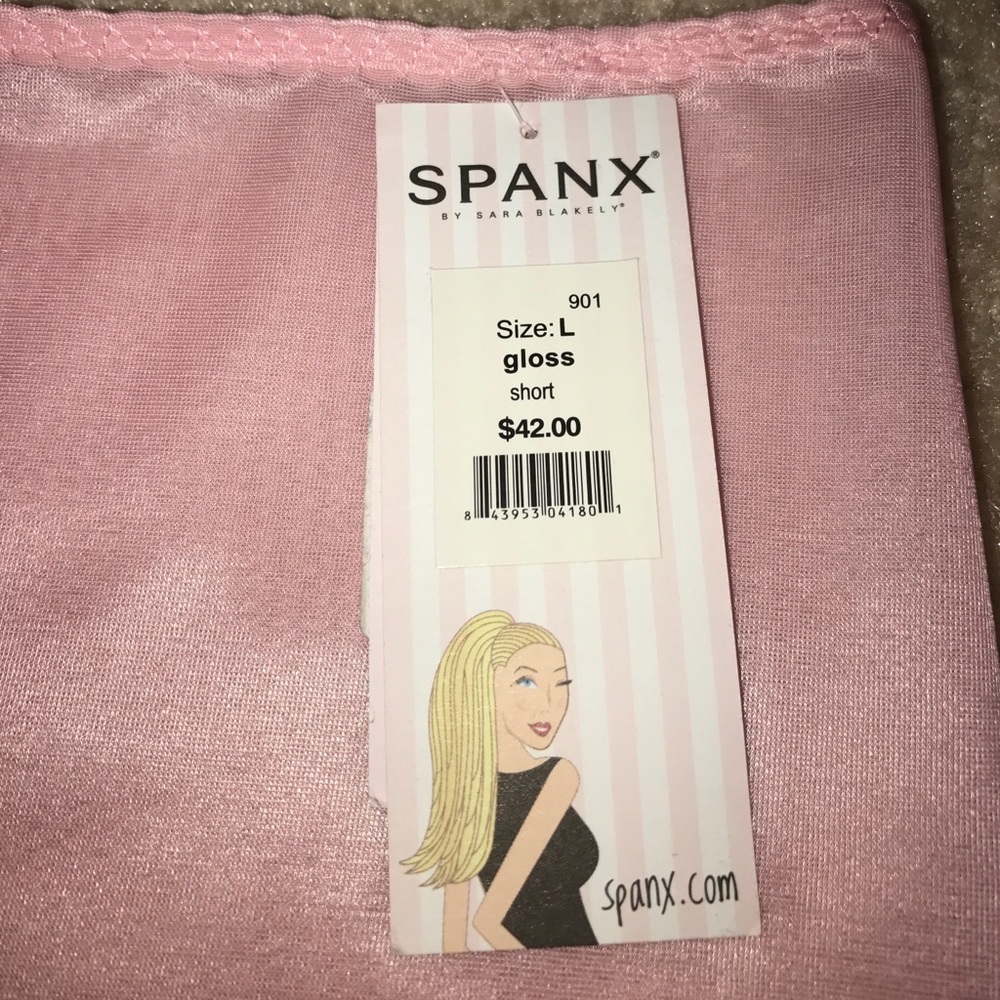 SPANX®
BY SARA BLAKELY®
901
Size: L
gloss
short
$42.00
8 43953 04180 1
spanx.com